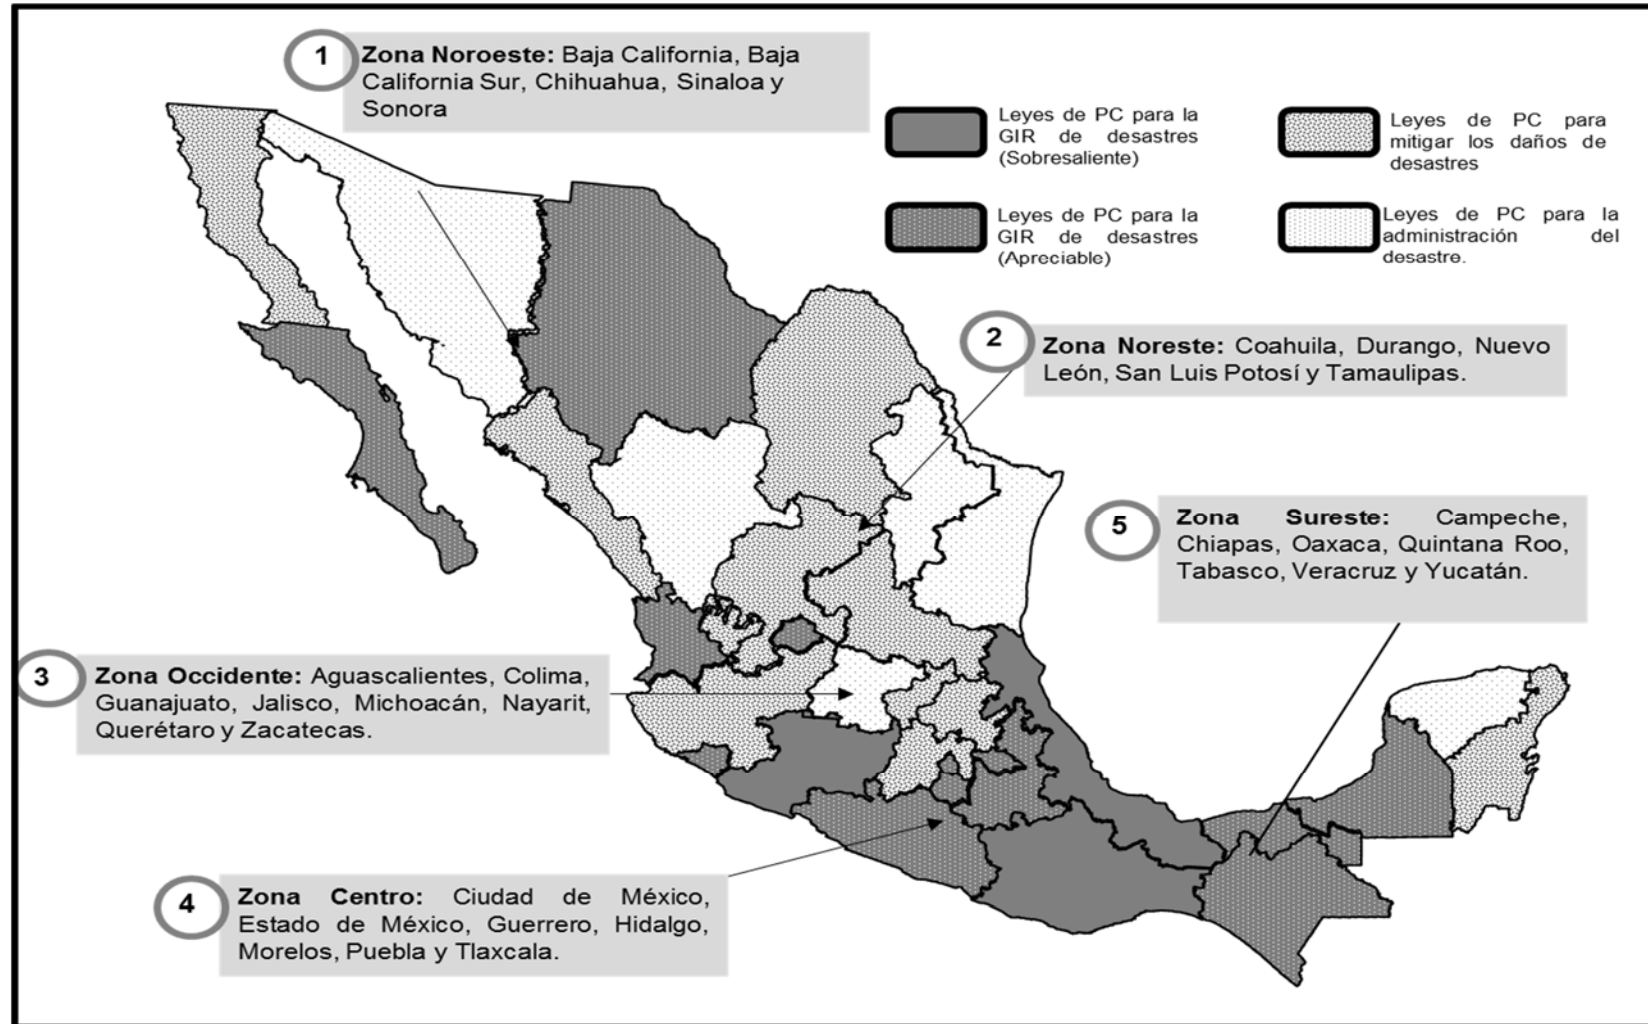 1
Zona Noroeste: Baja California, Baja
California Sur, Chihuahua, Sinaloa y
Sonora
Leyes de PC para la
GIR de desastres
(Sobresaliente)
Leyes de PC para
mitigar los daños de
desastres
Leyes de PC para la
GIR de desastres
(Apreciable)
Leyes de PC para la
administración del
desastre.
2
Zona Noreste: Coahuila, Durango, Nuevo
León, San Luis Potosí y Tamaulipas.
5
Zona Sureste: Campeche,
Chiapas, Oaxaca, Quintana Roo,
Tabasco, Veracruz y Yucatán.
3
Zona Occidente: Aguascalientes, Colima,
Guanajuato, Jalisco, Michoacán, Nayarit,
Querétaro y Zacatecas.
4
Zona Centro: Ciudad de México,
Estado de México, Guerrero, Hidalgo,
Morelos, Puebla y Tlaxcala.